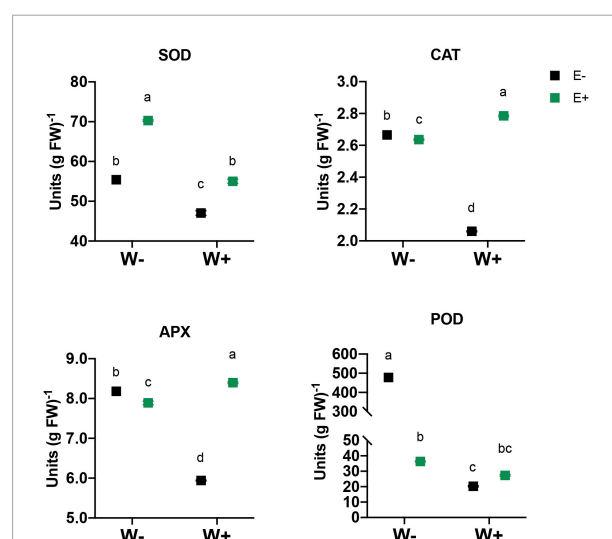 SOD
80
70
60
50
40
Units (g FW)-1
a
b
c
b
W-
W+
CAT
3.0
2.8
2.6
2.4
2.2
2.0
Units (g FW)-1
b
c
a
d
W-
W+
E-
E+
APX
9.0
8.0
7.0
6.0
5.0
Units (g FW)-1
b
c
a
d
W-
W+
POD
600
500
400
300
50
40
30
20
10
0
Units (g FW)-1
a
b
c
bc
W-
W+